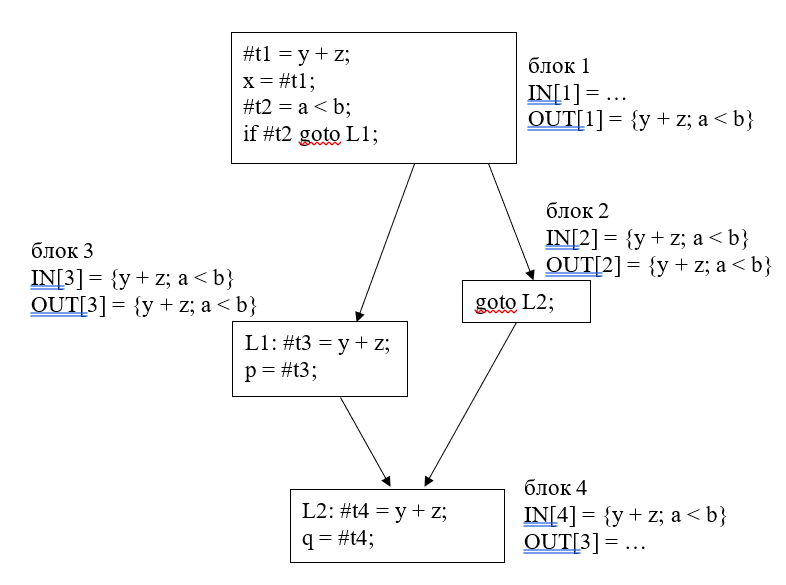 #t1 = y + z;
x = #t1;
#t2 = a < b;
if #t2 goto L1;
блок 1
IN[1] = …
OUT[1] = {y + z; a < b}
блок 2
IN[2] = {y + z; a < b}
OUT[2] = {y + z; a < b}
goto L2;
блок 3
IN[3] = {y + z; a < b}
OUT[3] = {y + z; a < b}
L1: #t3 = y + z;
p = #t3;
L2: #t4 = y + z;
q = #t4;
блок 4
IN[4] = {y + z; a < b}
OUT[3] = …